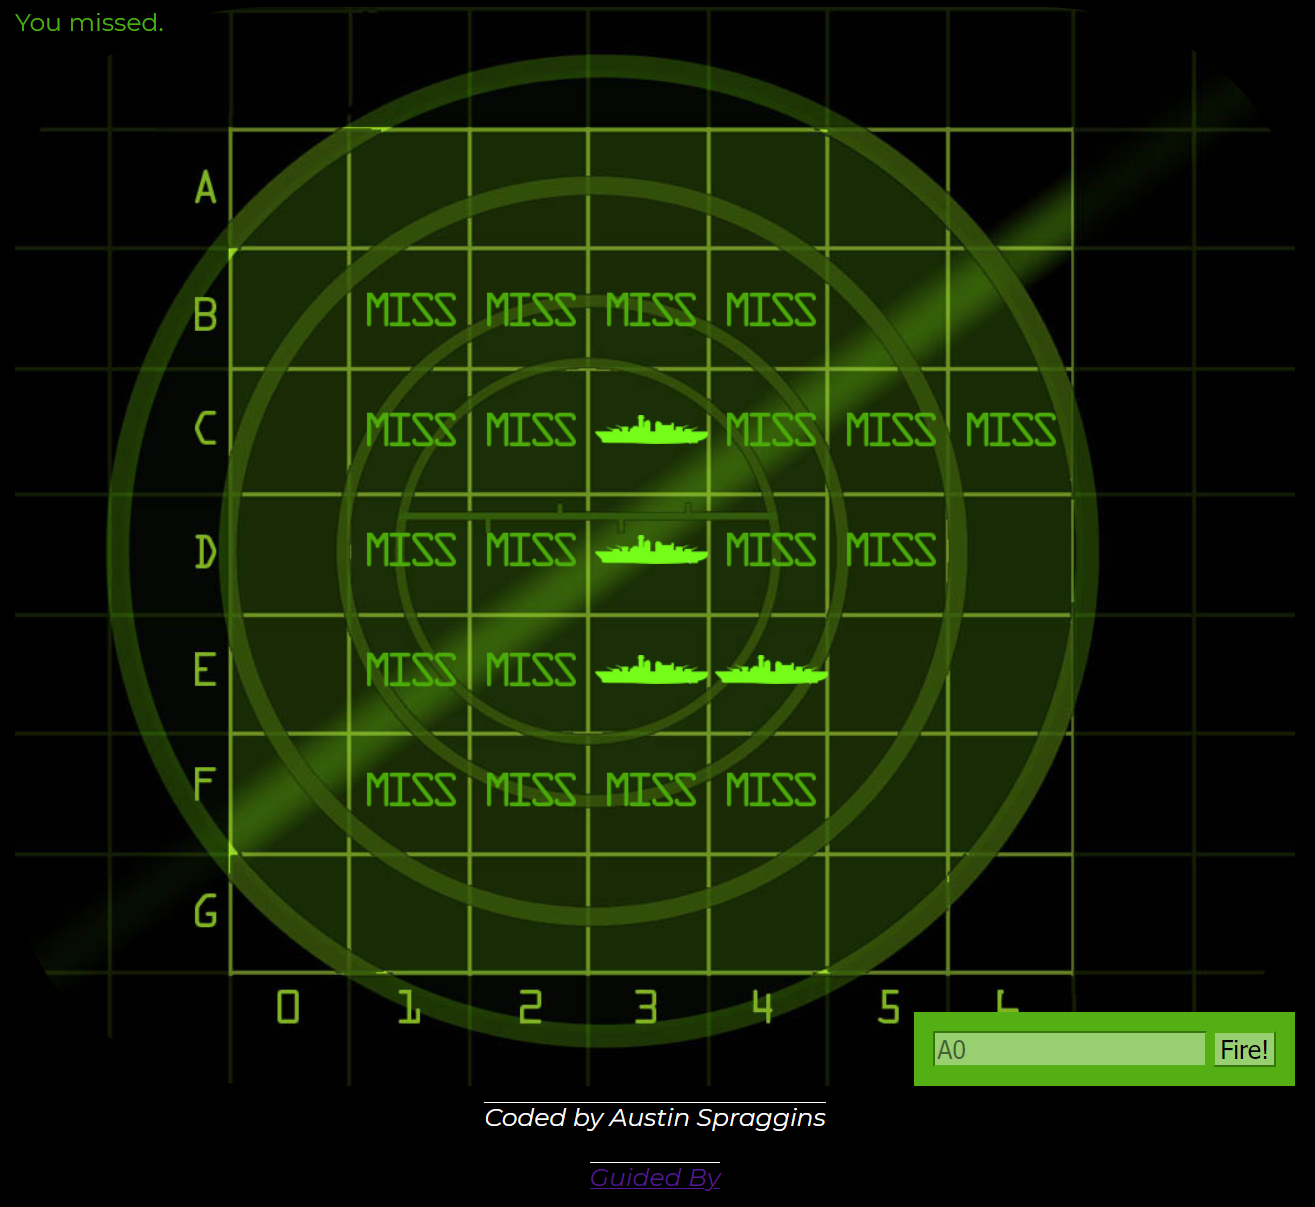 You missed.
A
B MISS MISS MISS MISS
C MISS MISS MISS MISS MISS
D MISS MISS MISS MISS
E MISS MISS
F MISS MISS MISS MISS
G
0 1 2 3 4 5
A0 Fire!
Coded by Austin Spraggins
Guided By